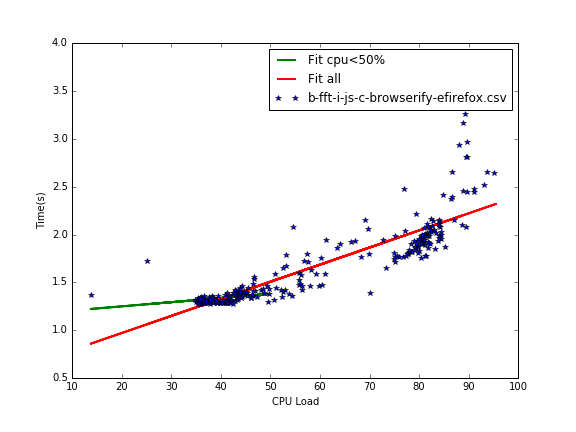 4.0
3.5
3.0
2.5
2.0
1.5
1.0
0.5
Time(s)
Fit cpu<50%
Fit all
b-fft-i-js-c-browserify-efirefox.csv
10 20 30 40 50 60 70 80 90 100
CPU Load